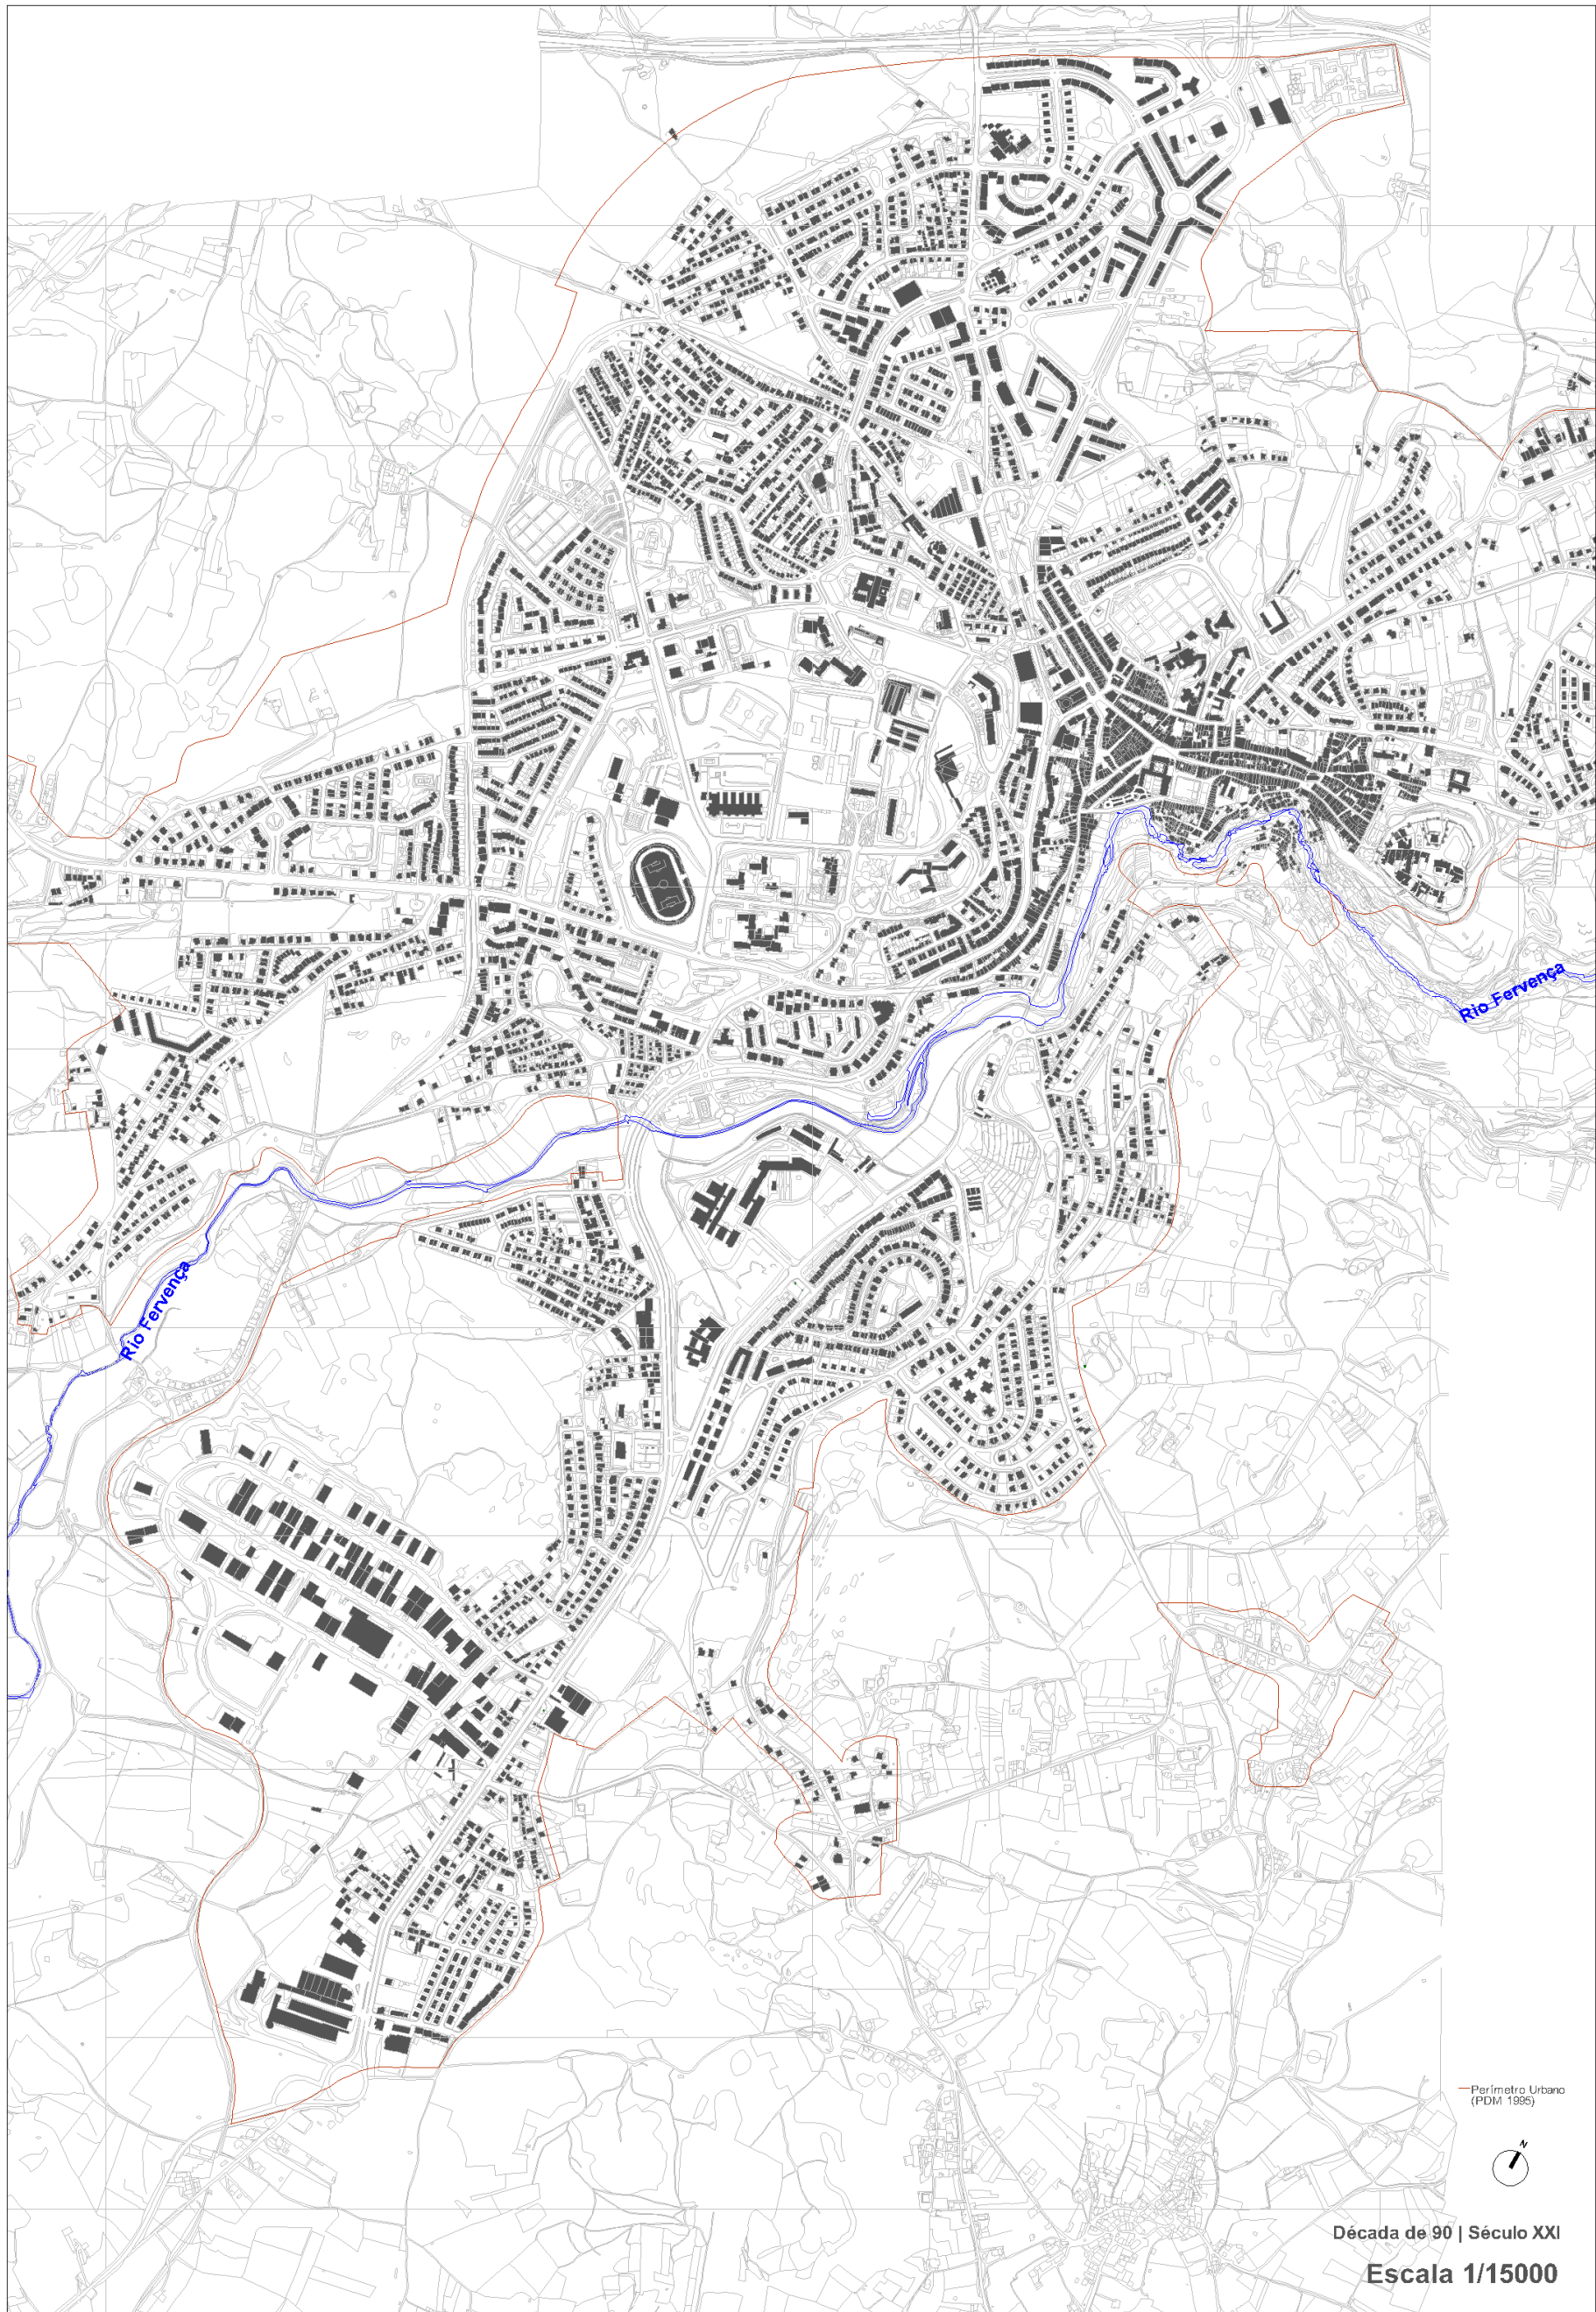 Rio Fervença
Rio Fervença
Perímetro Urbano
(PDM 1995)
N
Década de 90 | Século XXI
Escala 1/15000